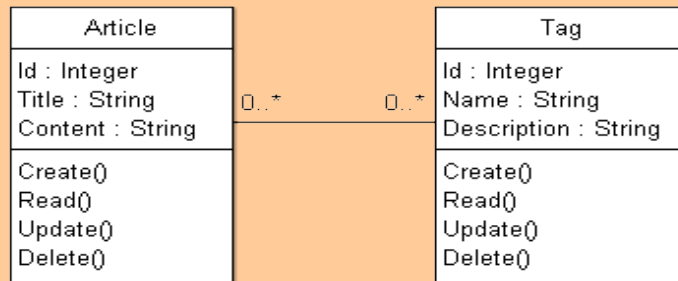 Article
Id : Integer
Title : String
Content : String
Create()
Read()
Update()
Delete()
0..*
0..*
Tag
Id : Integer
Name : String
Description : String
Create()
Read()
Update()
Delete()